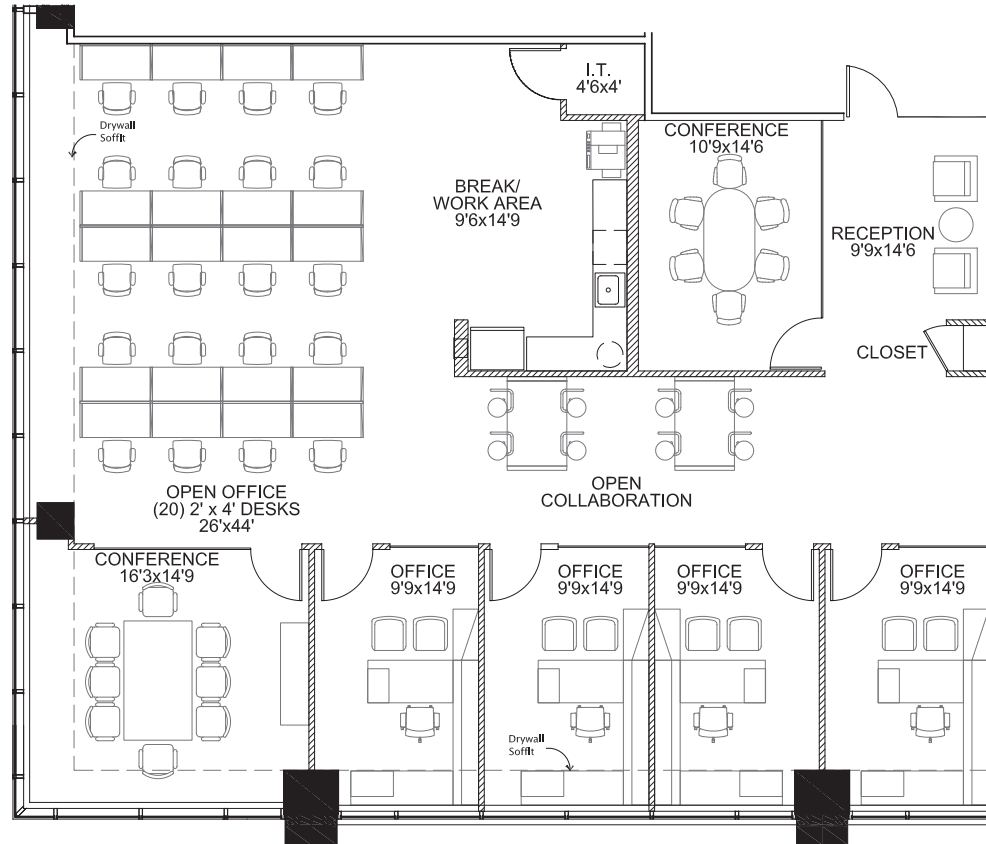 I.T.
4'6x4'
Drywall
Soffit
CONFERENCE
10'9x14'6
BREAK/
WORK AREA
9'6x14'9
RECEPTION
9'9x14'6
CLOSET
OPEN OFFICE
(20) 2' x 4' DESKS
26'x44'
OPEN
COLLABORATION
CONFERENCE
16'3x14'9
OFFICE
9'9x14'9
OFFICE
9'9x14'9
OFFICE
9'9x14'9
OFFICE
9'9x14'9
Drywall
Soffit